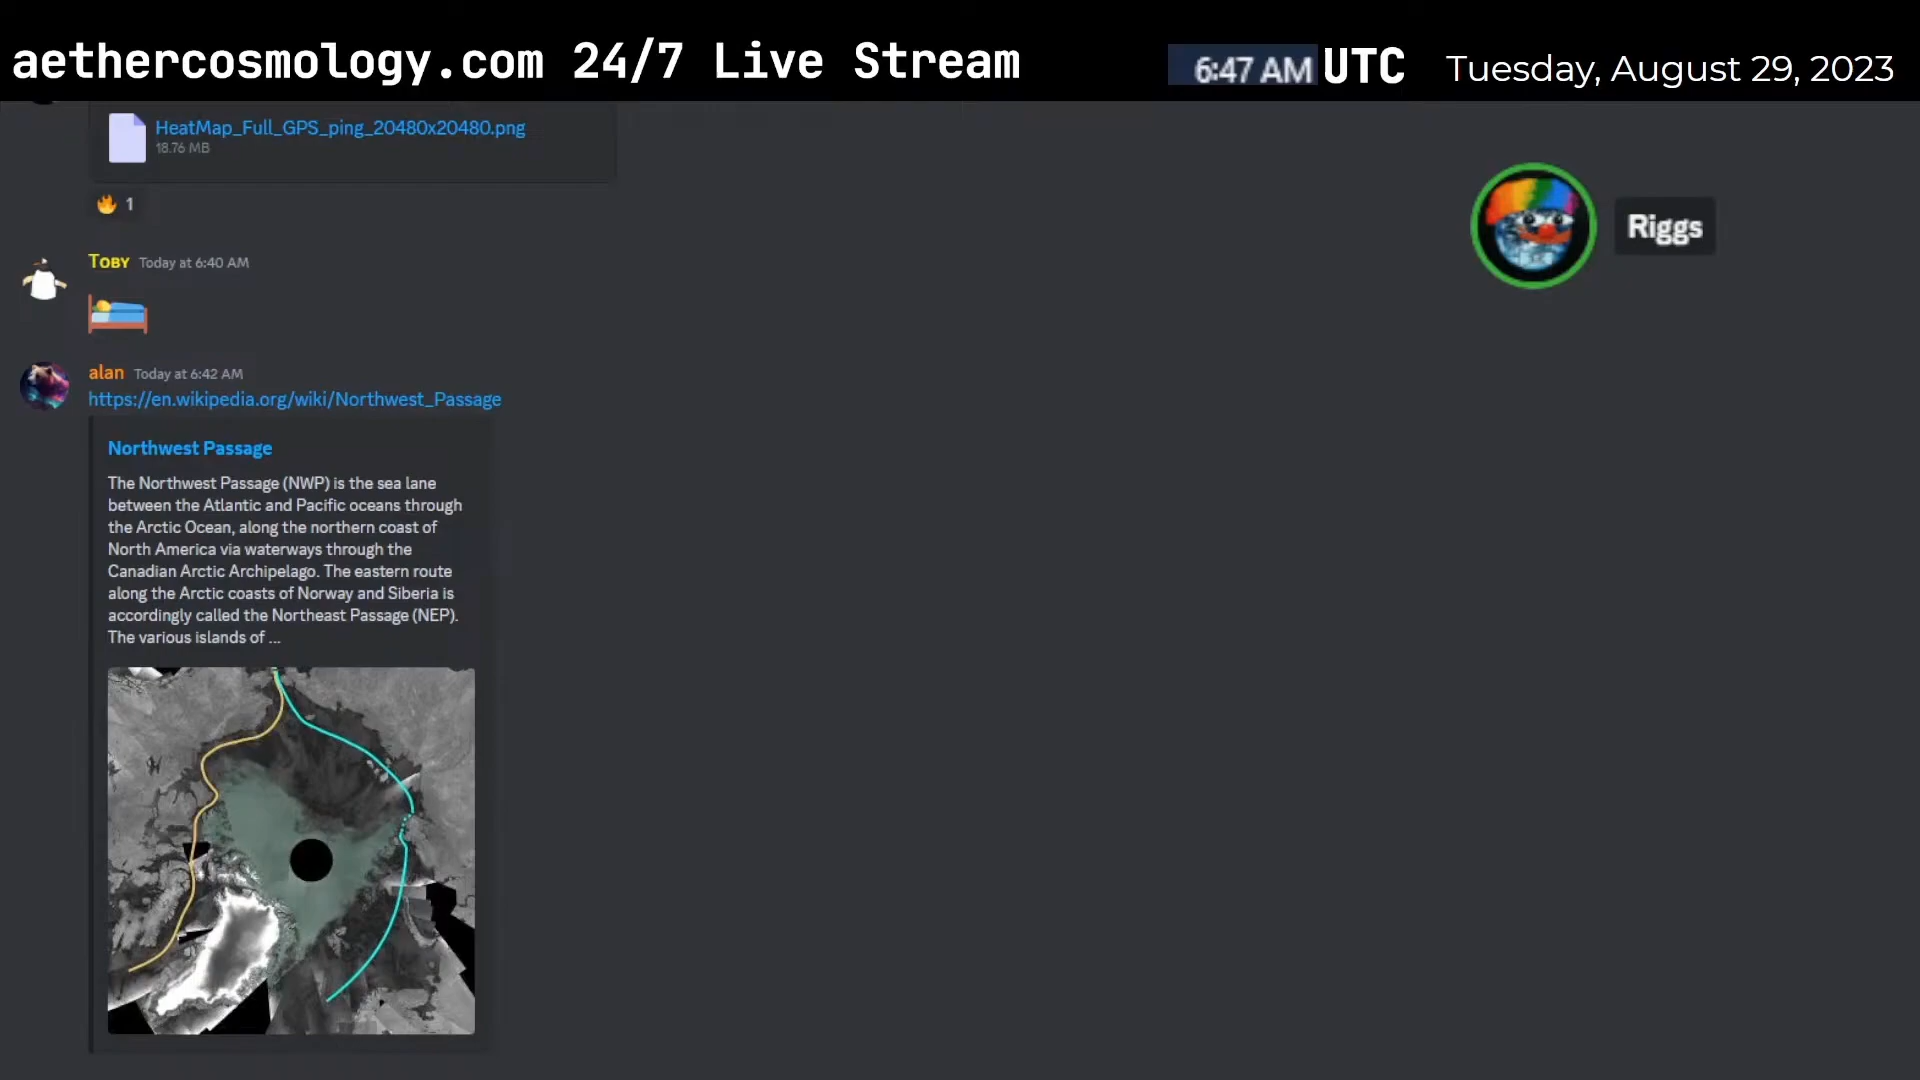 aethercosmology.com 24/7 Live Stream
6:47 AM UTC
Tuesday, August 29, 2023
HeatMap_Full_GPS_ping_20480x20480.png
18.76 MB
1
Riggs
Toby Today at 6:40 AM
alan Today at 6:42 AM
https://en.wikipedia.org/wiki/Northwest_Passage
Northwest Passage
The Northwest Passage (NWP) is the sea lane
between the Atlantic and Pacific oceans through
the Arctic Ocean, along the northern coast of
North America via waterways through the
Canadian Arctic Archipelago. The eastern route
along the Arctic coasts of Norway and Siberia is
accordingly called the Northeast Passage (NEP).
The various islands of ...